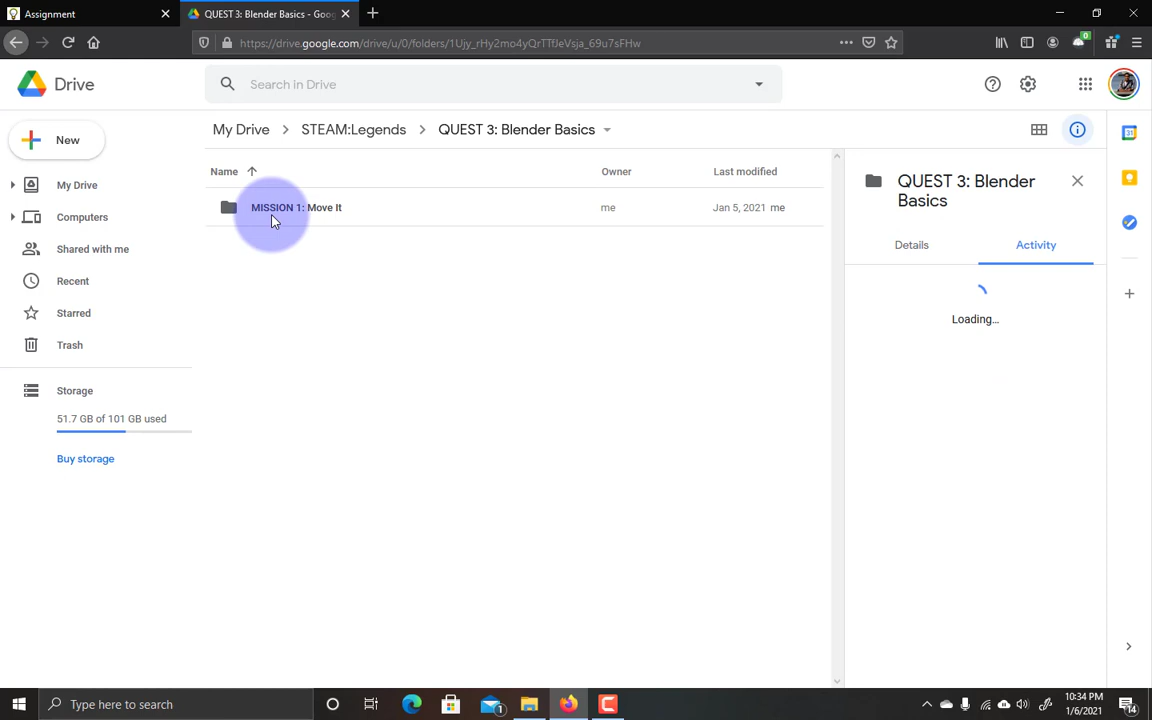 Assignment
QUEST 3: Blender Basics - Goog
https://drive.google.com/drive/u/0/folders/1Ujy_rHy2mo4yQrTTfJeVsja_69u7sFHw
0
Drive
Search in Drive
New
My Drive
Computers
Shared with me
Recent
Starred
Trash
Storage
51.7 GB of 101 GB used
Buy storage
My Drive > STEAM:Legends > QUEST 3: Blender Basics
Name
Owner
Last modified
MISSION 1: Move It
me
Jan 5, 2021 me
QUEST 3: Blender
Basics
Details
Activity
Loading...
31
Type here to search
1
10:34 PM
1/6/2021
14